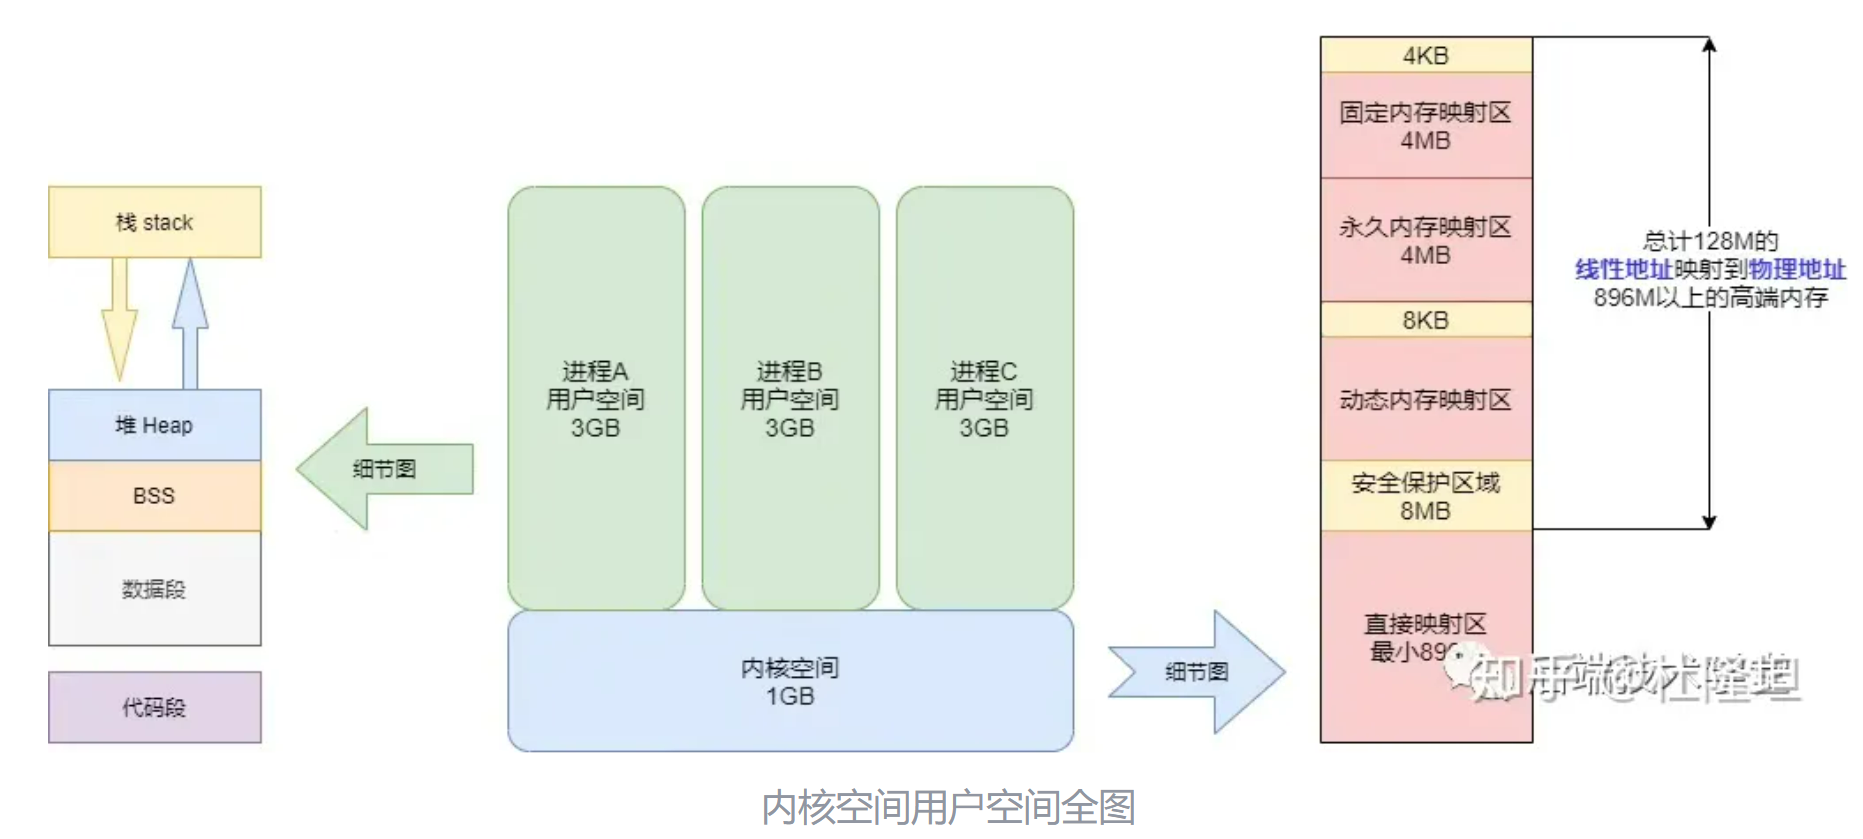 栈 stack
堆 Heap
BSS
数据段
代码段
细节图
进程A
用户空间
3GB
进程B
用户空间
3GB
进程C
用户空间
3GB
内核空间
1GB
细节图
4KB
固定内存映射区
4MB
永久内存映射区
4MB
8KB
动态内存映射区
安全保护区域
8MB
直接映射区
最小89
总计128M的
线性地址映射到物理地址
896M以上的高端内存
知乎
内核空间用户空间全图